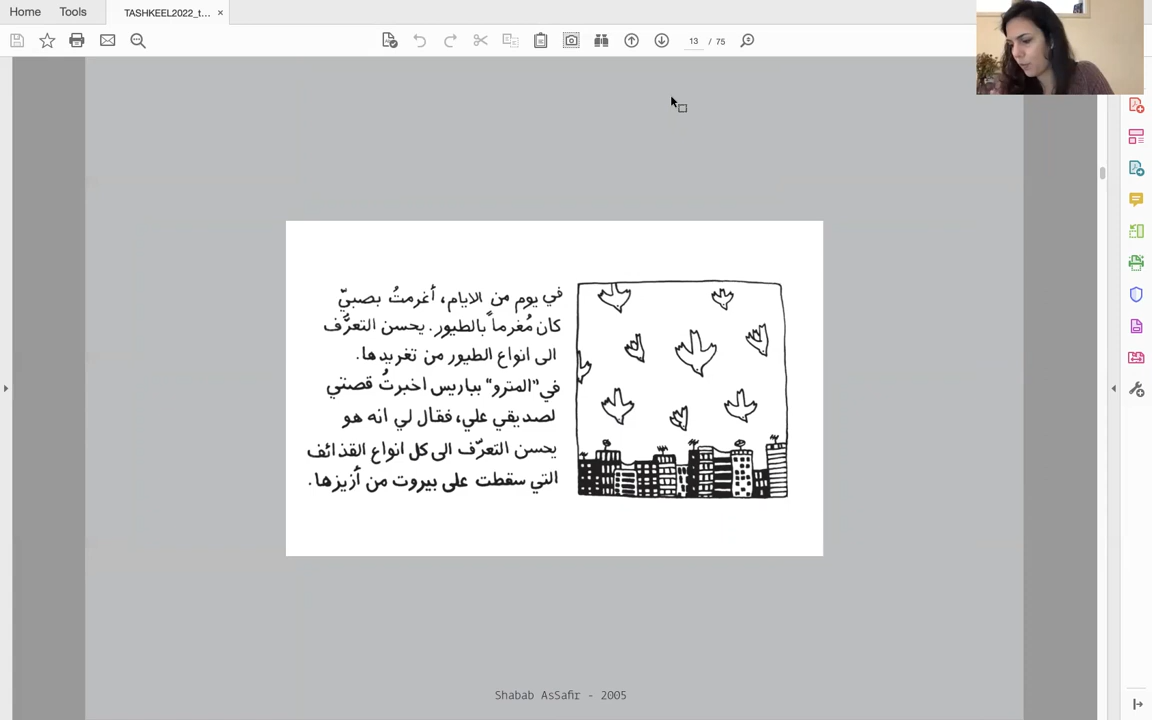 Home
Tools
TASHKEEL2022_t... ×
13 / 75
في يوم من الايام، أغرمتُ بصبيّ
كان مُغرماً بالطيور. يحسن التعرّف
الى انواع الطيور من تغريدها.
في "المترو" بباريس اخبرتُ قصتي
لصديقي علي، فقال لي انه هو
يحسن التعرّف الى كل انواع القذائف
التي سقطت على بيروت من أزيزها.
Shabab AsSafir - 2005